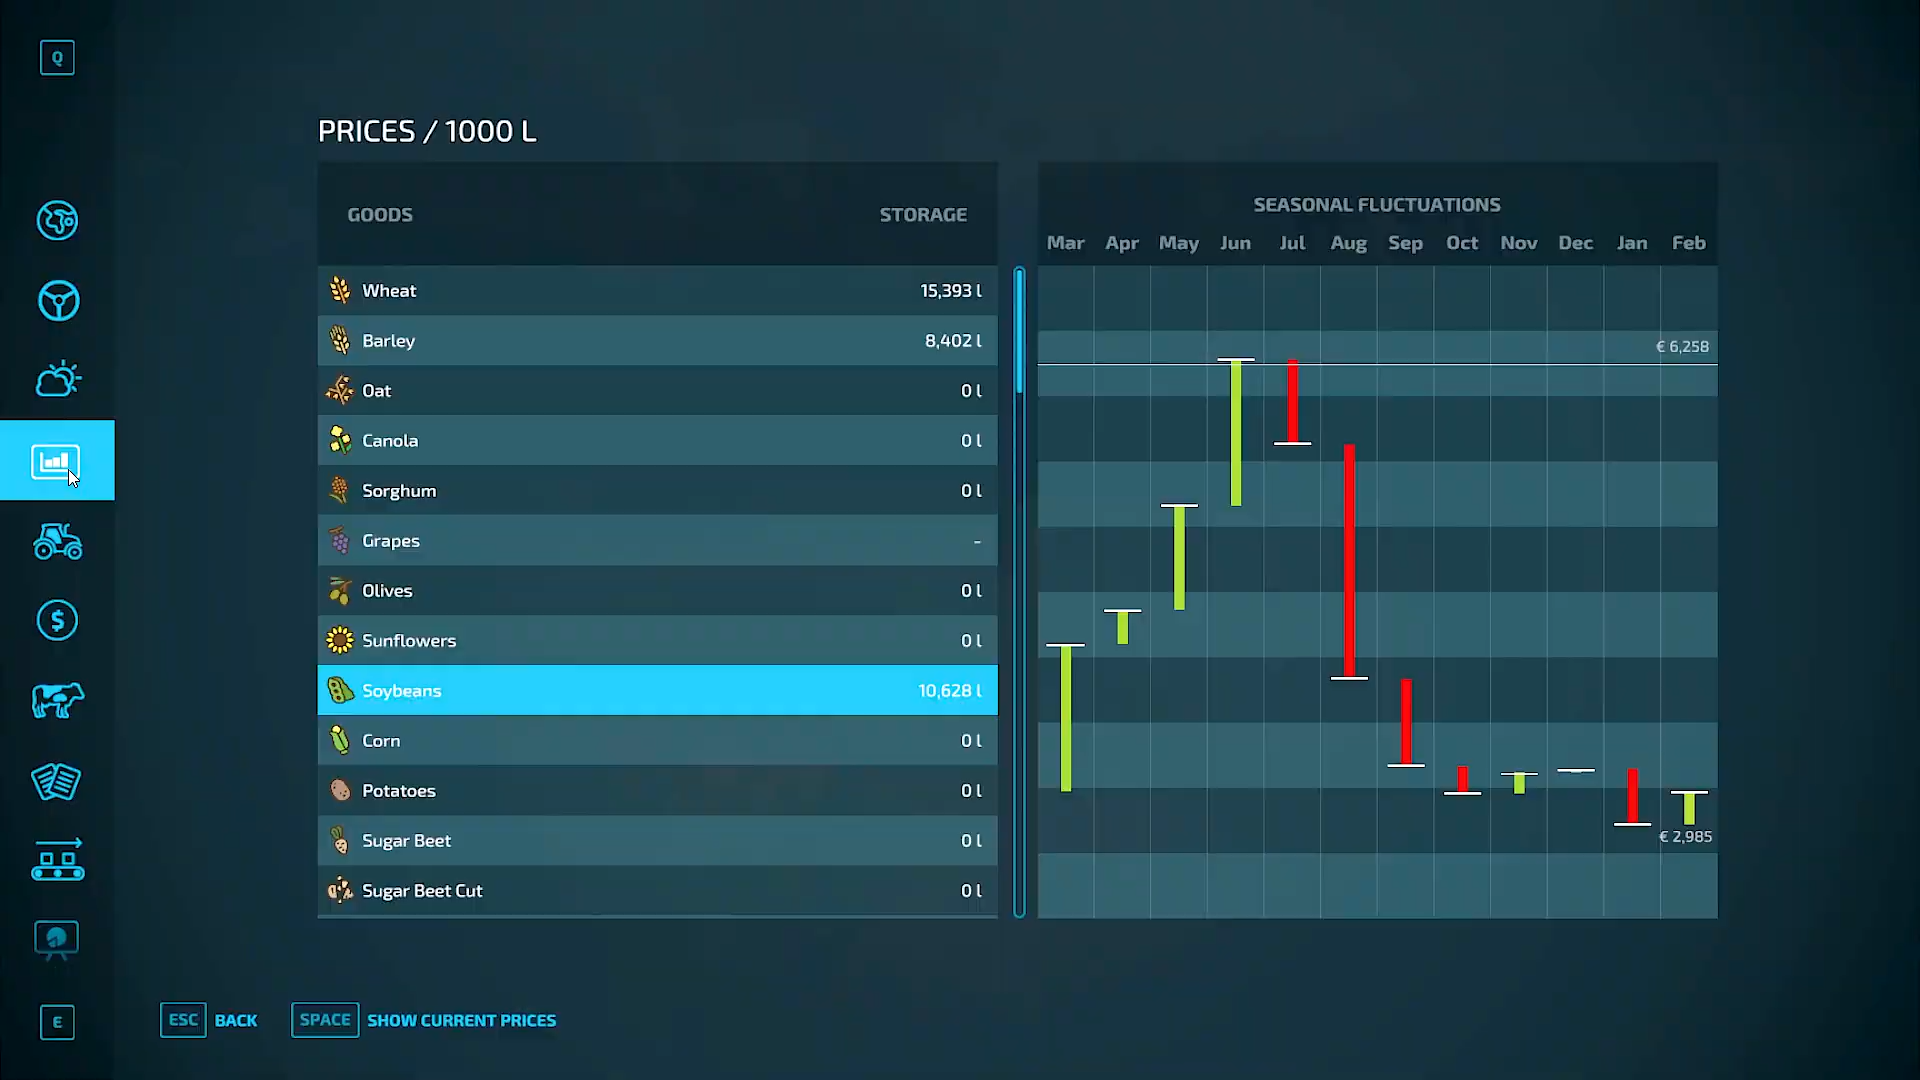 Q
PRICES / 1000 L
GOODS STORAGE
Wheat 15,393 l
Barley 8,402 l
Oat 0 l
Canola 0 l
Sorghum 0 l
Grapes -
Olives 0 l
Sunflowers 0 l
Soybeans 10,628 l
Corn 0 l
Potatoes 0 l
Sugar Beet 0 l
Sugar Beet Cut 0 l
SEASONAL FLUCTUATIONS
Mar Apr May Jun Jul Aug Sep Oct Nov Dec Jan Feb
€ 6,258
€ 2,985
E
ESC BACK SPACE SHOW CURRENT PRICES